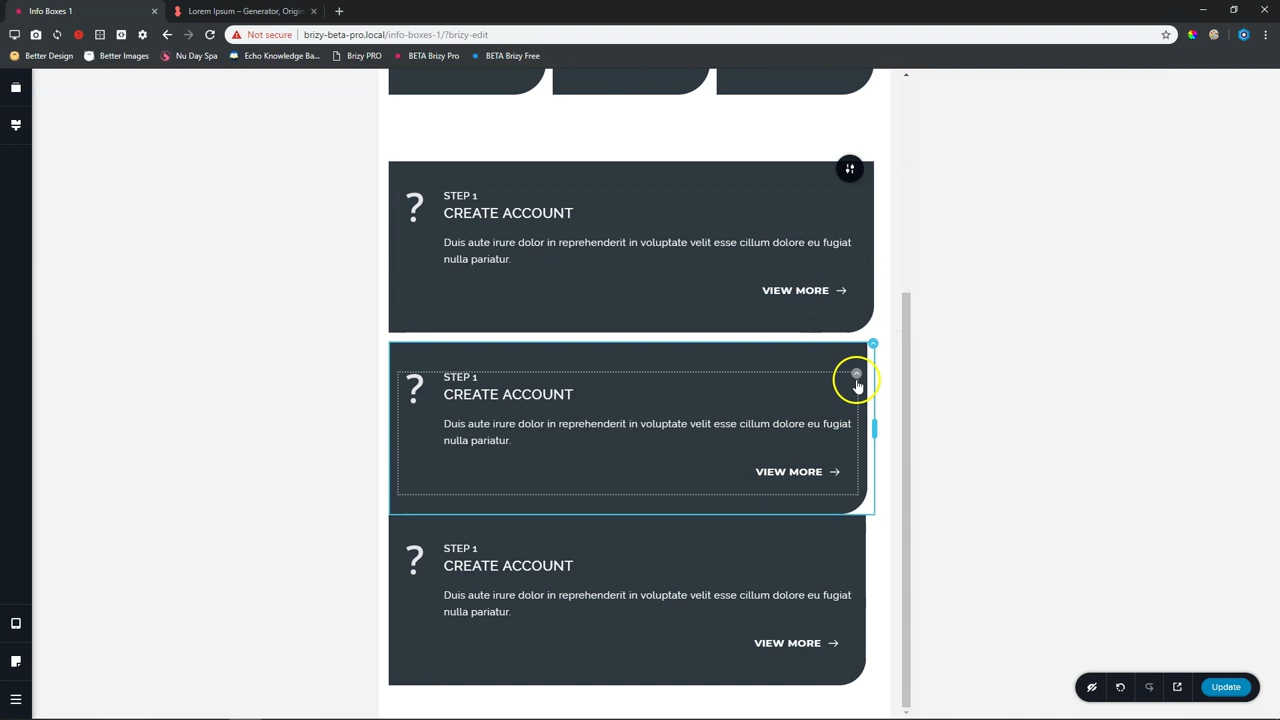 Info Boxes 1
Lorem Ipsum – Generator, Origin
Not secure
brizy-beta-pro.local/info-boxes-1/?brizy-edit
Better Design
Better Images
Nu Day Spa
Echo Knowledge Ba...
Brizy PRO
BETA Brizy Pro
BETA Brizy Free
?
STEP 1
CREATE ACCOUNT
Duis aute irure dolor in reprehenderit in voluptate velit esse cillum dolore eu fugiat
nulla pariatur.
VIEW MORE
?
STEP 1
CREATE ACCOUNT
Duis aute irure dolor in reprehenderit in voluptate velit esse cillum dolore eu fugiat
nulla pariatur.
VIEW MORE
?
STEP 1
CREATE ACCOUNT
Duis aute irure dolor in reprehenderit in voluptate velit esse cillum dolore eu fugiat
nulla pariatur.
VIEW MORE
Update